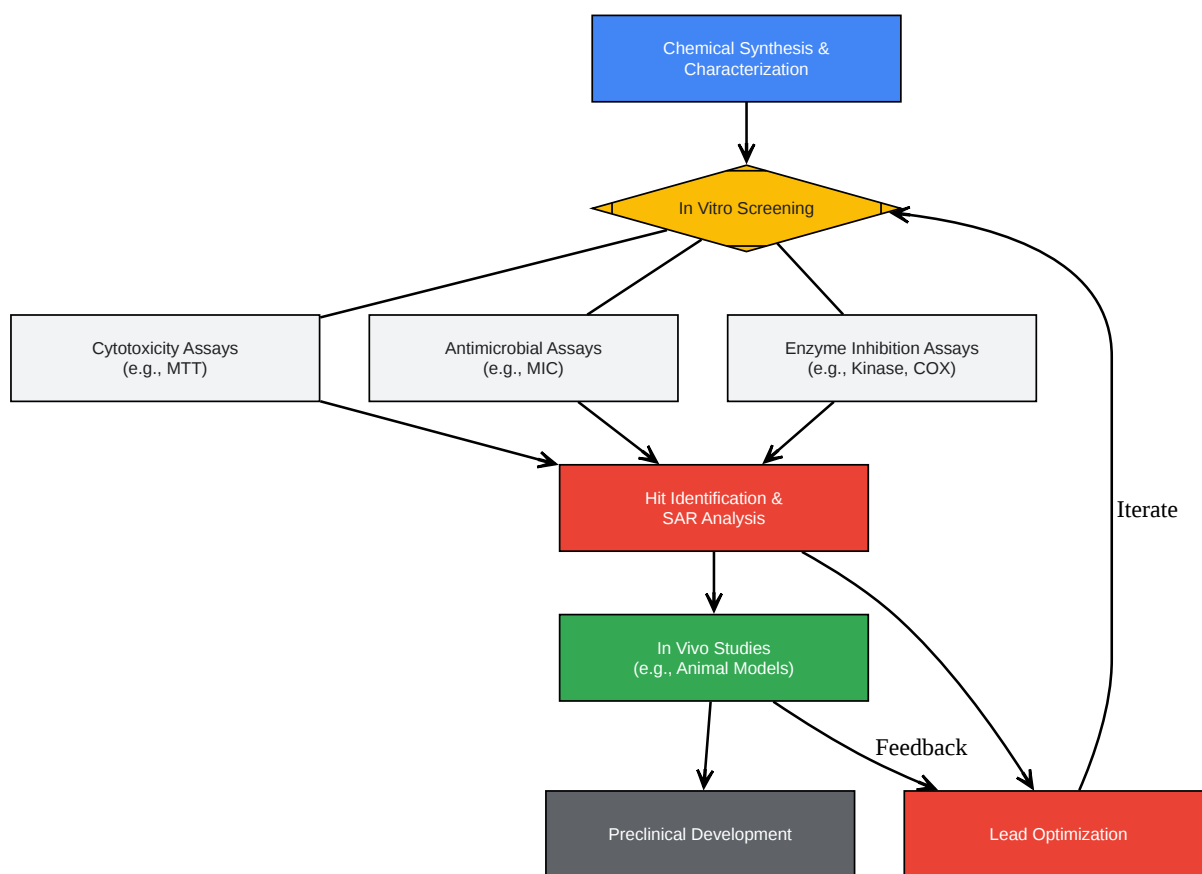 Chemical Synthesis &
Characterization
In Vitro Screening
Cytotoxicity Assays
(e.g., MTT)
Antimicrobial Assays
(e.g., MIC)
Enzyme Inhibition Assays
(e.g., Kinase, COX)
Hit Identification &
SAR Analysis
Iterate
In Vivo Studies
(e.g., Animal Models)
Feedback
Preclinical Development
Lead Optimization